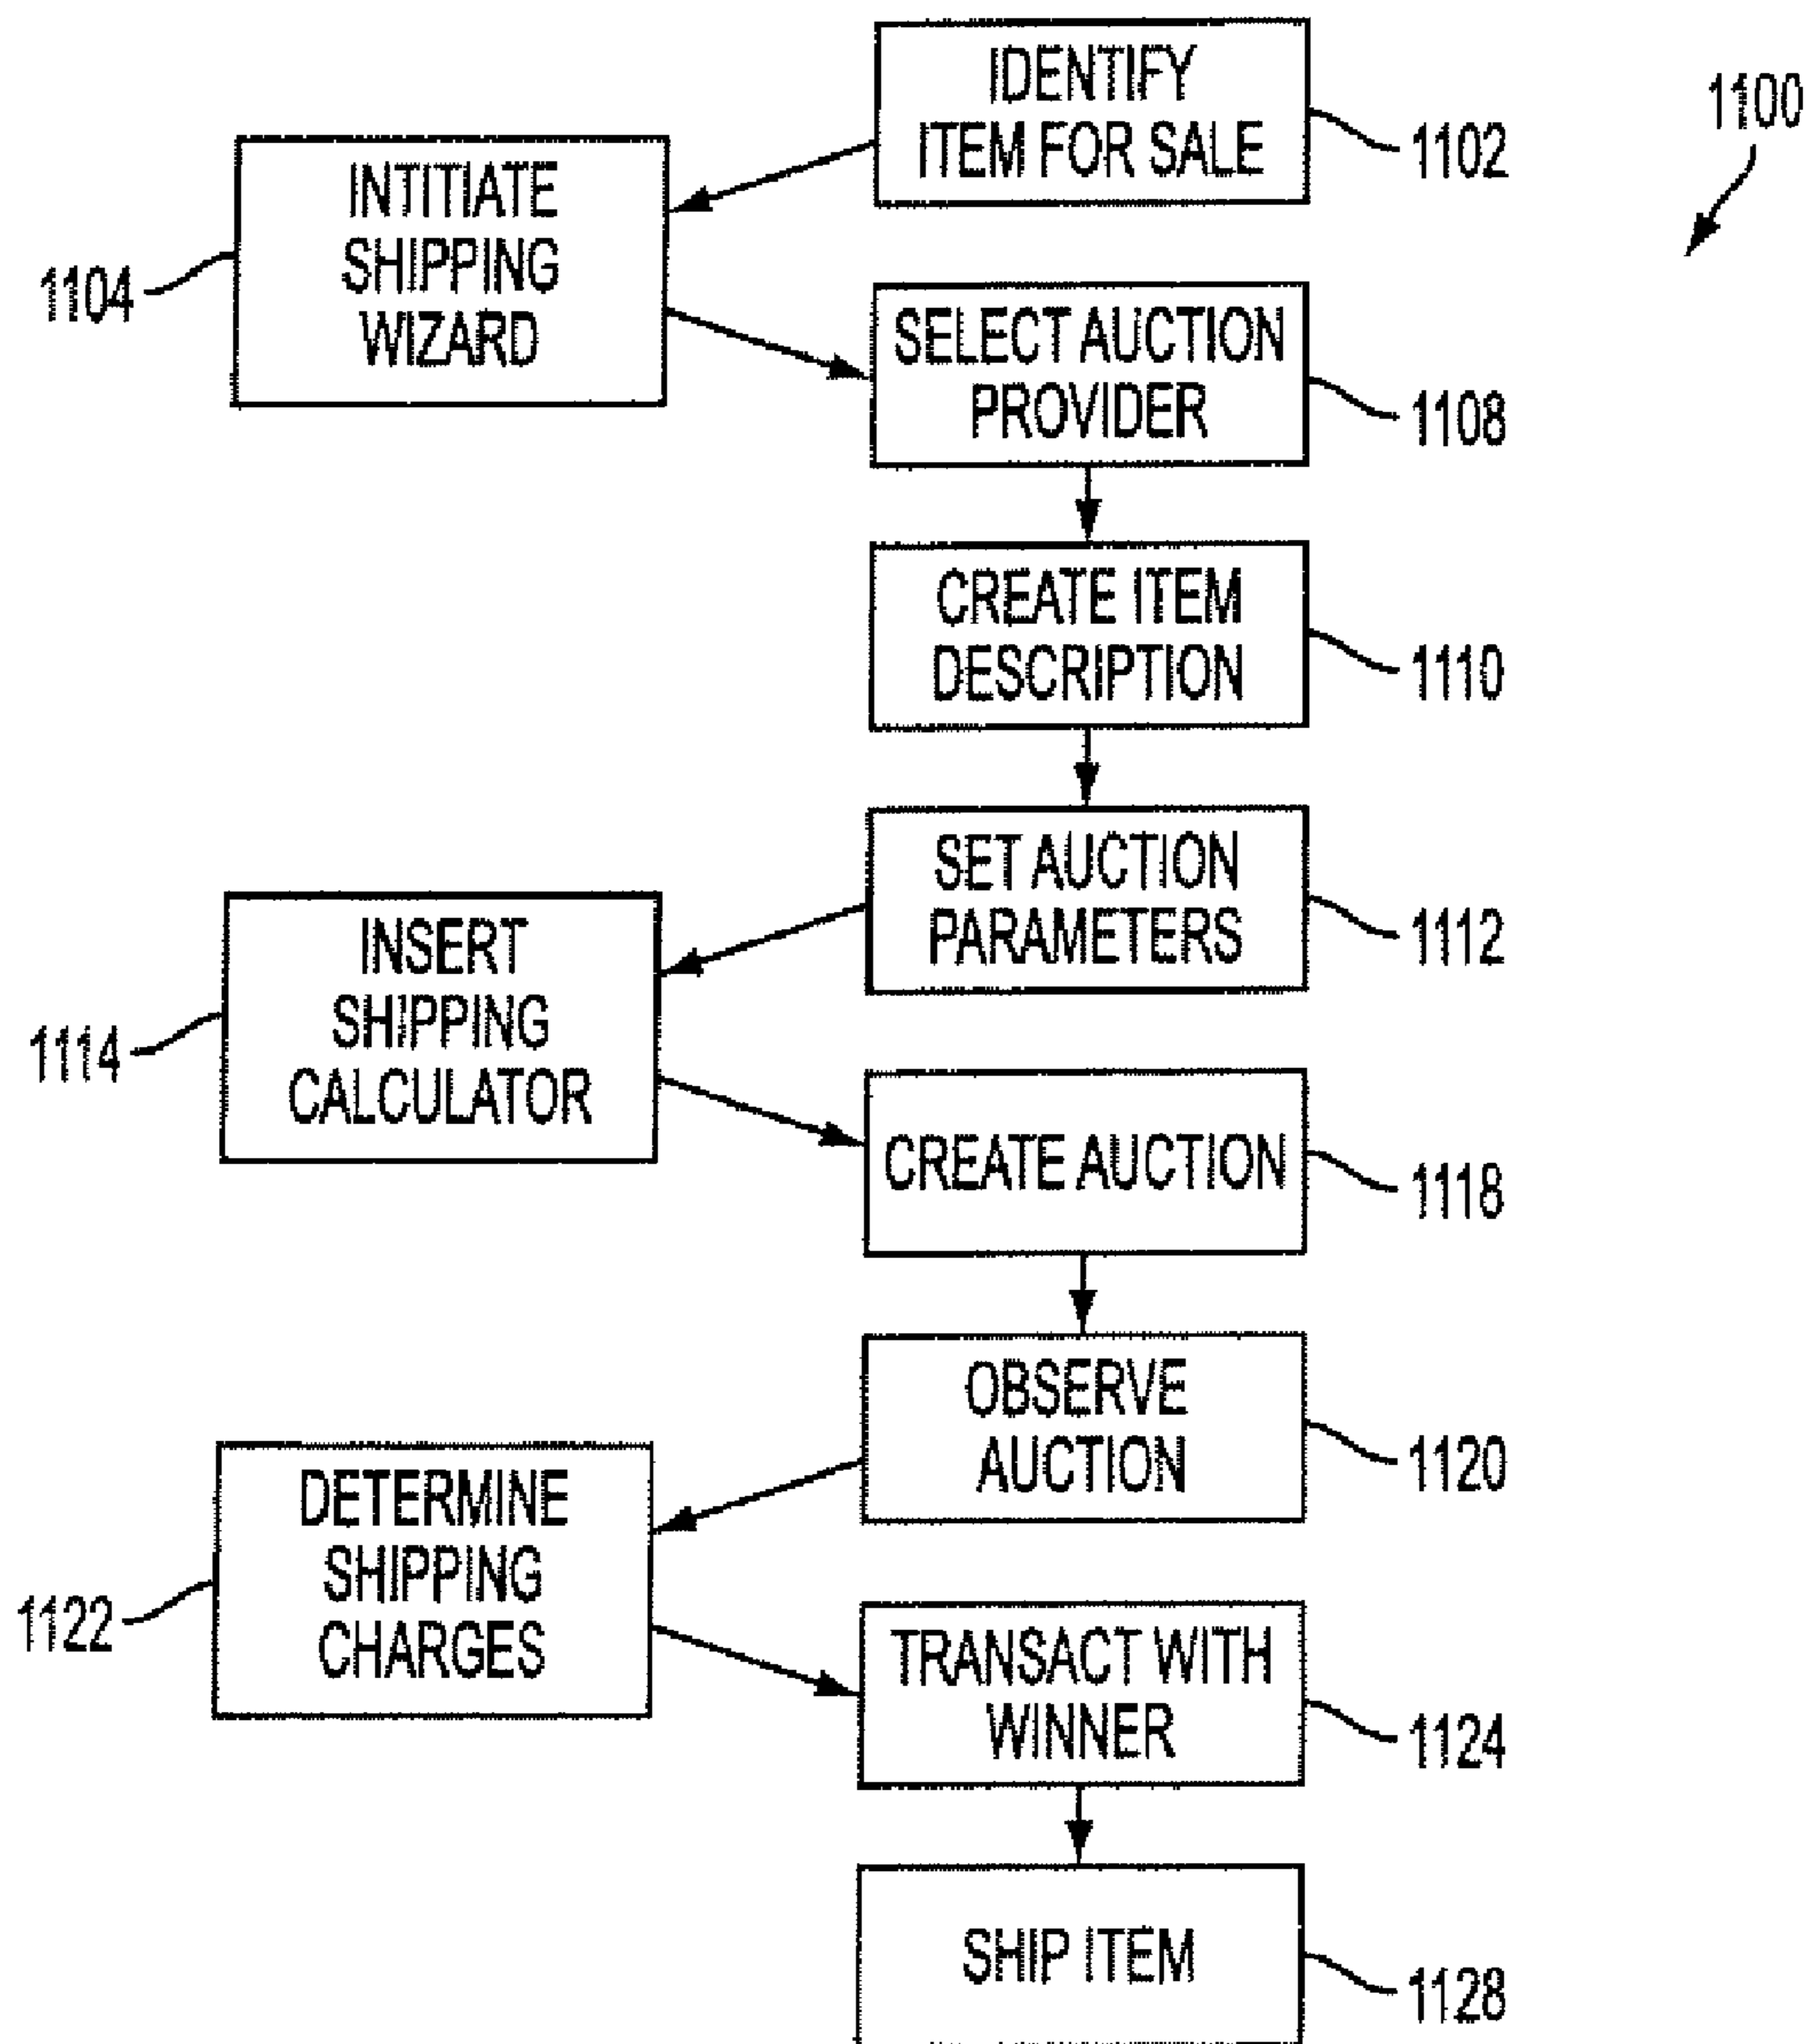 IDENTIFY
ITEM FOR SALE
1102
1100
INTITIATE
SHIPPING
WIZARD
1104
SELECT AUCTION
PROVIDER
1108
CREATE ITEM
DESCRIPTION
1110
SET AUCTION
PARAMETERS
1112
INSERT
SHIPPING
CALCULATOR
1114
CREATE AUCTION
1118
OBSERVE
AUCTION
1120
DETERMINE
SHIPPING
CHARGES
1122
TRANSACT WITH
WINNER
1124
SHIP ITEM
1128